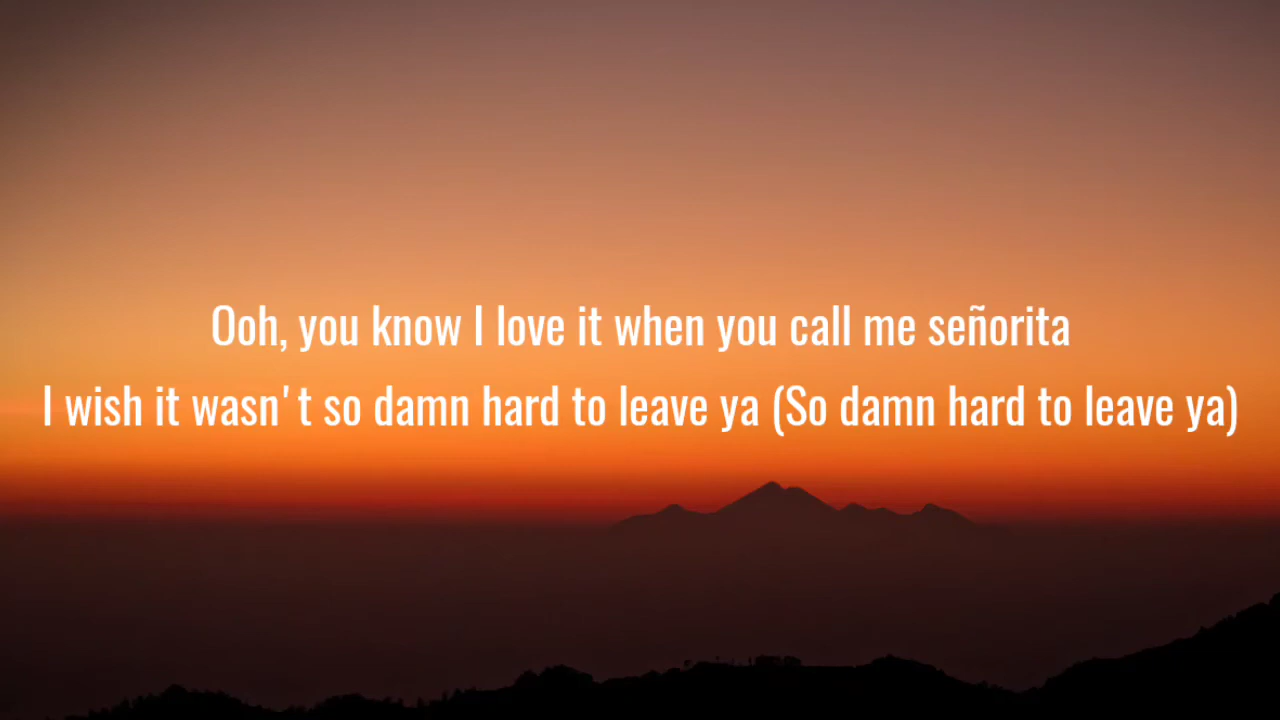 Ooh, you know I love it when you call me señorita
I wish it wasn't so damn hard to leave ya (So damn hard to leave ya)